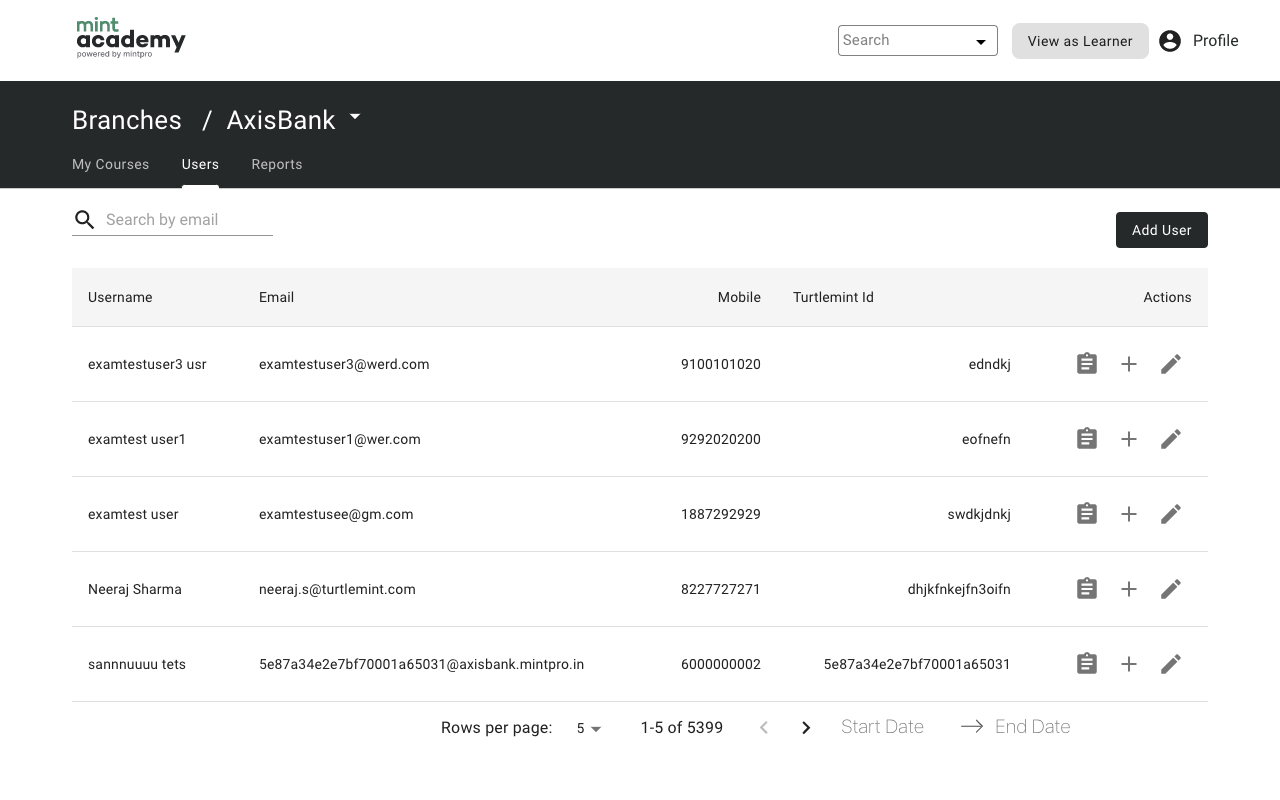 mint
academy
powered by mintpro
Search
View as Learner
Profile
Branches / AxisBank
My Courses Users Reports
Search by email
Add User
Username Email Mobile Turtlemint Id Actions
examtestuser3 usr examtestuser3@werd.com 9100101020 edndkj
examtest user1 examtestuser1@wer.com 9292020200 eofnefn
examtest user examtestusee@gm.com 1887292929 swdkjdnkj
Neeraj Sharma neeraj.s@turtlemint.com 8227727271 dhjkfnkejfn3oifn
sannnuuuu tets 5e87a34e2e7bf70001a65031@axisbank.mintpro.in 6000000002 5e87a34e2e7bf70001a65031
Rows per page: 5 1-5 of 5399 Start Date → End Date